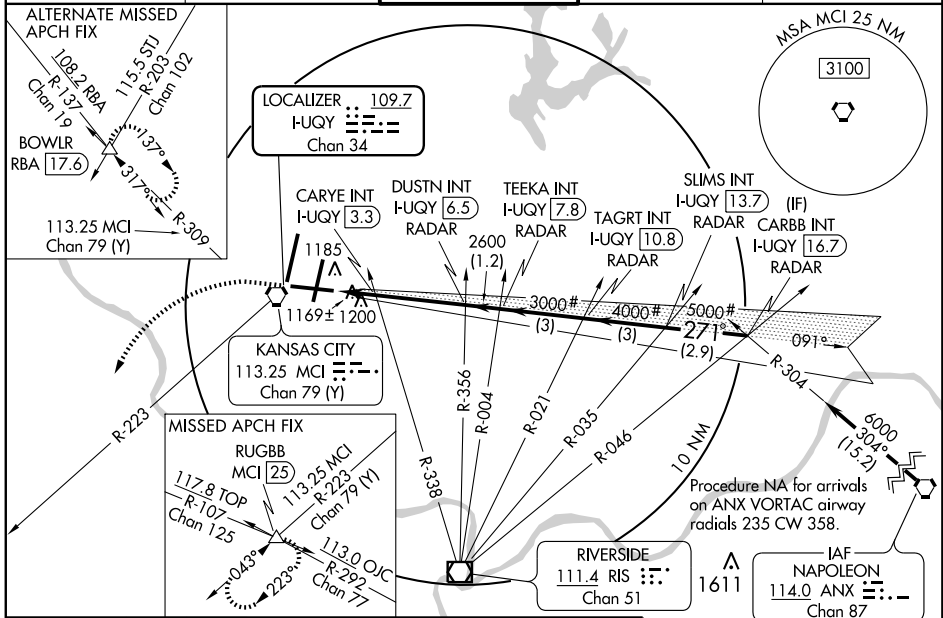 ALTERNATE MISSED
APCH FIX
108.2 RBA
R-137
Chan 19
115.5 STJ
R-203
Chan 102
BOWLR
RBA 17.6
137°
317°
R-309
113.25 MCI
Chan 79 (Y)
LOCALIZER 109.7
I-UQY
Chan 34
MSA MCI 25 NM
3100
CARYE INT
I-UQY 3.3
DUSTN INT
I-UQY 6.5
RADAR
TEEKA INT
I-UQY 7.8
RADAR
TAGRT INT
I-UQY 10.8
RADAR
SLIMS INT
I-UQY 13.7
RADAR
(IF)
CARBB INT
I-UQY 16.7
RADAR
1185
1169± 1200
2600
(1.2)
3000#
(3)
4000#
(3)
5000#
271°
(2.9)
091°
KANSAS CITY
113.25 MCI
Chan 79 (Y)
R-223
R-338
R-356
R-004
R-021
R-035
R-046
R-304
10 NM
6000
304°
(15.2)
Procedure NA for arrivals
on ANX VORTAC airway
radials 235 CW 358.
MISSED APCH FIX
RUGBB
MCI 25
113.25 MCI
R-223
Chan 79 (Y)
117.8 TOP
R-107
Chan 125
043°
223°
113.0 OJC
R-292
Chan 77
RIVERSIDE
111.4 RIS
Chan 51
1611
IAF
NAPOLEON
114.0 ANX
Chan 87